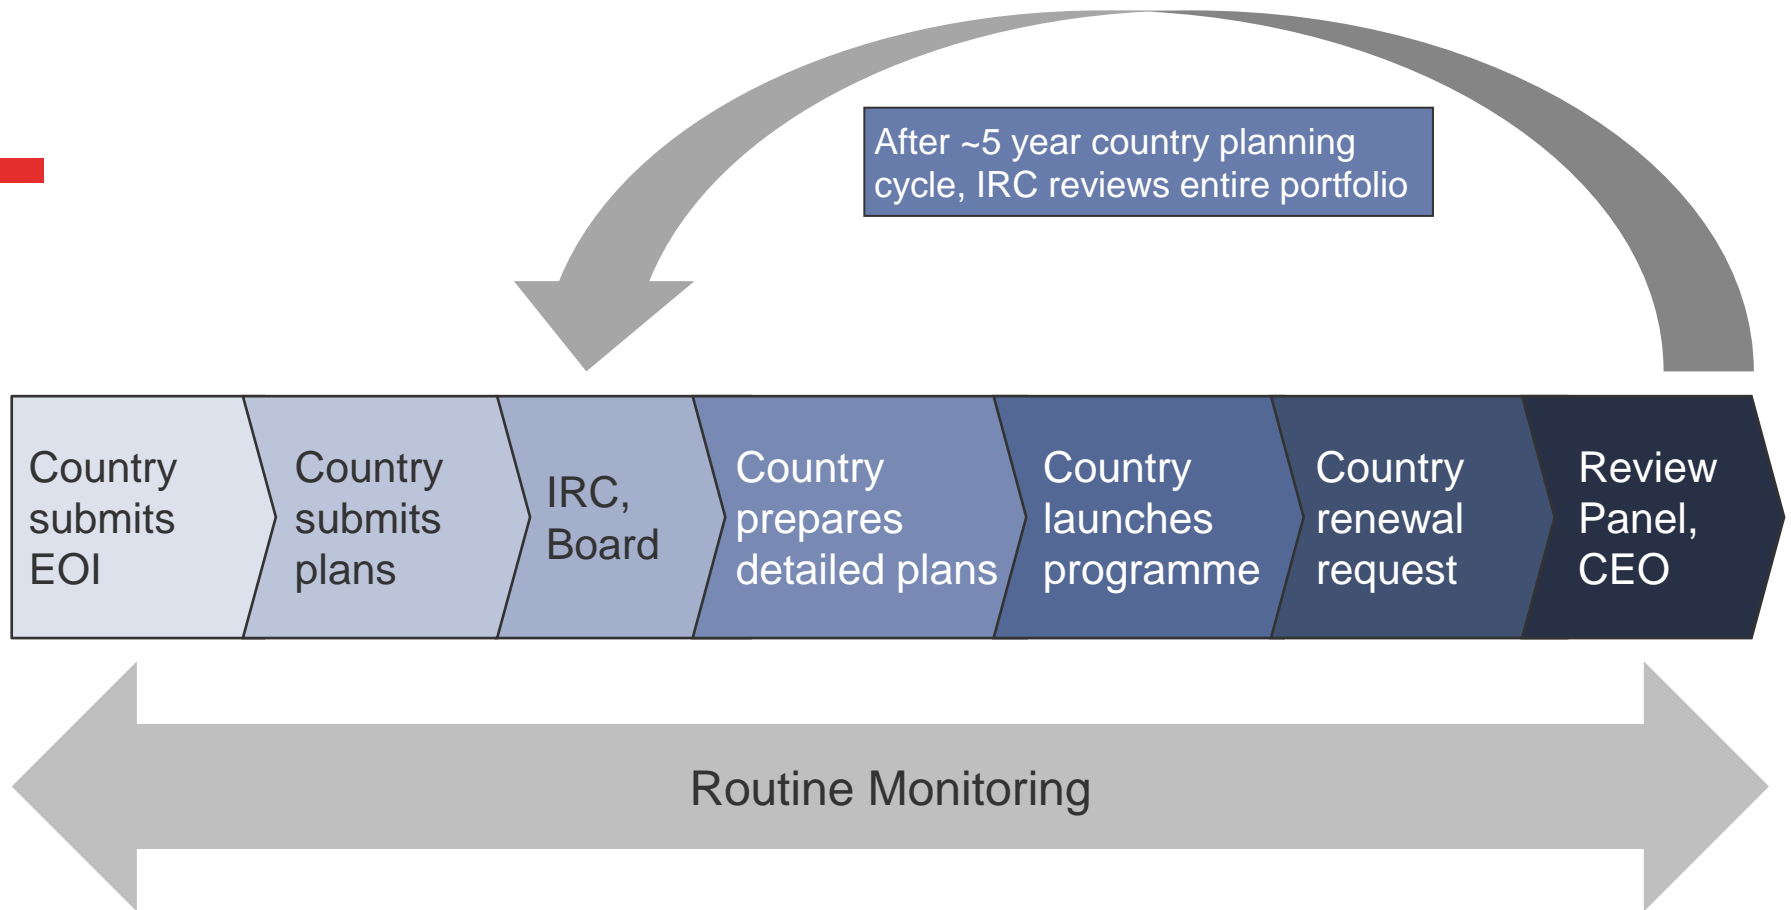 After ~5 year country planning
cycle, IRC reviews entire portfolio
Country
submits
EOI
Country
submits
plans
IRC,
Board
Country
prepares
detailed plans
Country
launches
programme
Country
renewal
request
Review
Panel,
CEO
Routine Monitoring